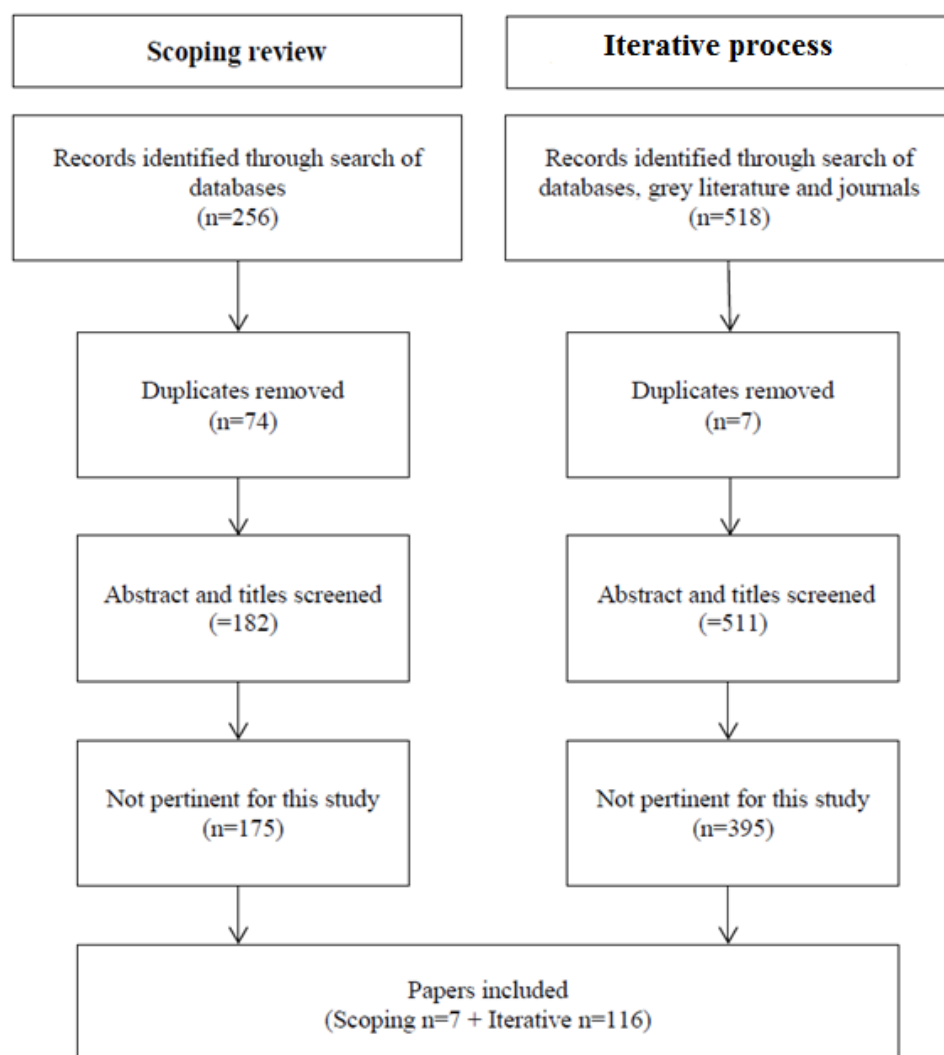 Scoping review
Iterative process
Records identified through search of
databases
(n=256)
Records identified through search of
databases, grey literature and journals
(n=518)
Duplicates removed
(n=74)
Duplicates removed
(n=7)
Abstract and titles screened
(=182)
Abstract and titles screened
(=511)
Not pertinent for this study
(n=175)
Not pertinent for this study
(n=395)
Papers included
(Scoping n=7 + Iterative n=116)